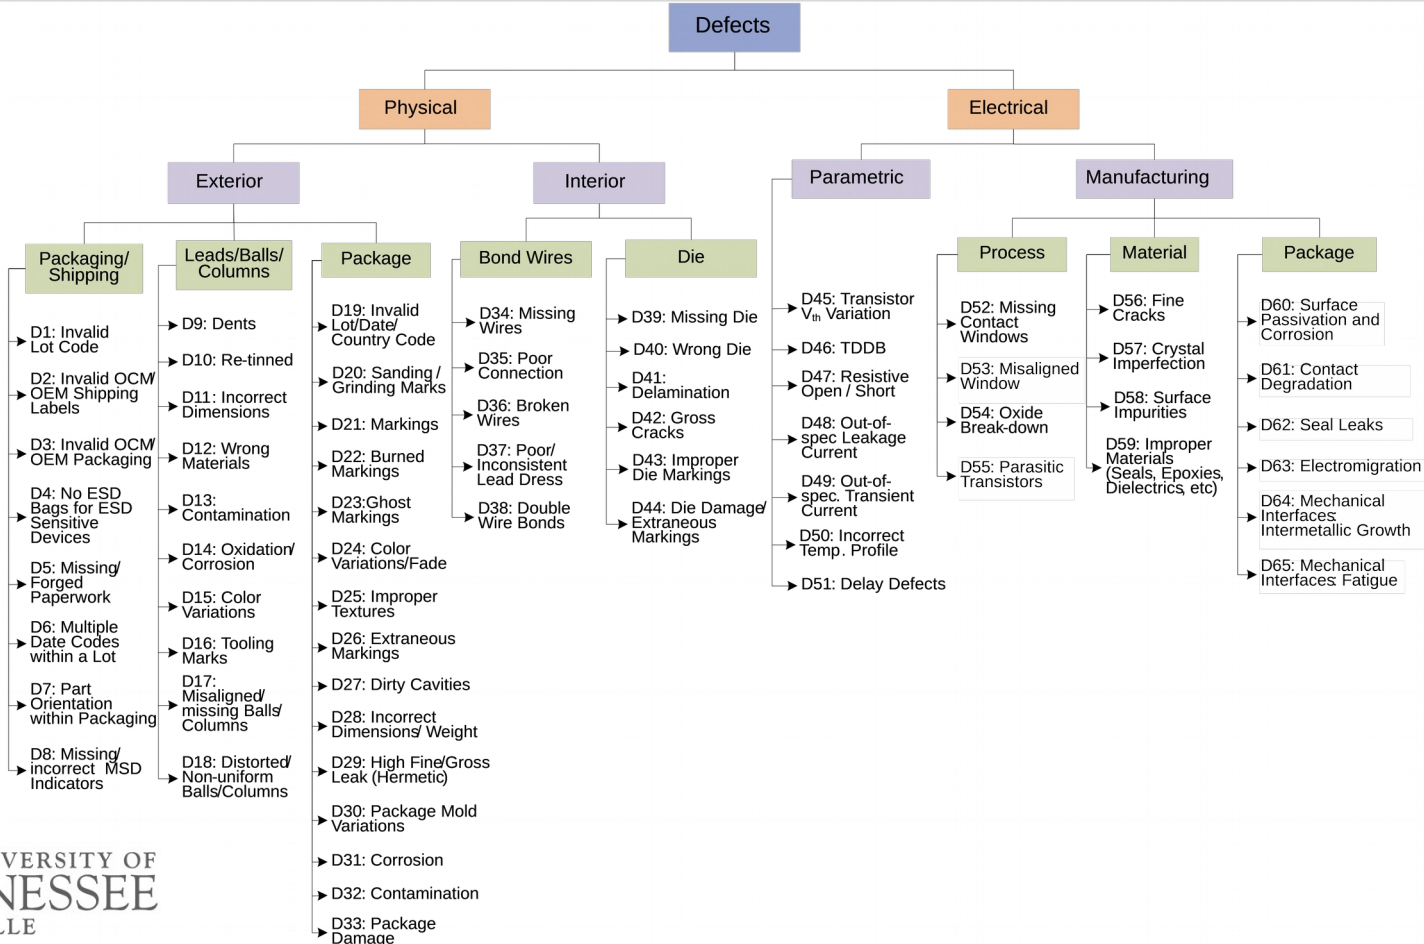 Defects
Physical
Electrical
Exterior
Interior
Parametric
Manufacturing
Packaging/
Shipping
Leads/Balls/
Columns
Package
Bond Wires
Die
Process
Material
Package
D1: Invalid
Lot Code
D2: Invalid OCM/
OEM Shipping
Labels
D3: Invalid OCM/
OEM Packaging
D4: No ESD
Bags for ESD
Sensitive
Devices
D5: Missing/
Forged
Paperwork
D6: Multiple
Date Codes
within a Lot
D7: Part
Orientation
within Packaging
D8: Missing/
incorrect MSD
Indicators
D9: Dents
D10: Re-tinned
D11: Incorrect
Dimensions
D12: Wrong
Materials
D13:
Contamination
D14: Oxidation/
Corrosion
D15: Color
Variations
D16: Tooling
Marks
D17:
Misaligned/
missing Balls/
Columns
D18: Distorted/
Non-uniform
Balls/Columns
D19: Invalid
Lot/Date/
Country Code
D20: Sanding/
Grinding Marks
D21: Markings
D22: Burned
Markings
D23:Ghost
Markings
D24: Color
Variations/Fade
D25: Improper
Textures
D26: Extraneous
Markings
D27: Dirty Cavities
D28: Incorrect
Dimensions/ Weight
D29: High Fine/Gross
Leak (Hermetic)
D30: Package Mold
Variations
D31: Corrosion
D32: Contamination
D33: Package
Damage
D34: Missing
Wires
D35: Poor
Connection
D36: Broken
Wires
D37: Poor/
Inconsistent
Lead Dress
D38: Double
Wire Bonds
D39: Missing Die
D40: Wrong Die
D41:
Delamination
D42: Gross
Cracks
D43: Improper
Die Markings
D44: Die Damage/
Extraneous
Markings
D45: Transistor
Vth Variation
D46: TDDB
D47: Resistive
Open / Short
D48: Out-of-
spec Leakage
Current
D49: Out-of-
spec. Transient
Current
D50: Incorrect
Temp. Profile
D51: Delay Defects
D52: Missing
Contact
Windows
D53: Misaligned
Window
D54: Oxide
Break-down
D55: Parasitic
Transistors
D56: Fine
Cracks
D57: Crystal
Imperfection
D58: Surface
Impurities
D59: Improper
Materials
(Seals, Epoxies,
Dielectrics, etc)
D60: Surface
Passivation and
Corrosion
D61: Contact
Degradation
D62: Seal Leaks
D63: Electromigration
D64: Mechanical
Interfaces:
Intermetallic Growth
D65: Mechanical
Interfaces: Fatigue
VERSITY OF
NESSEE
LLE